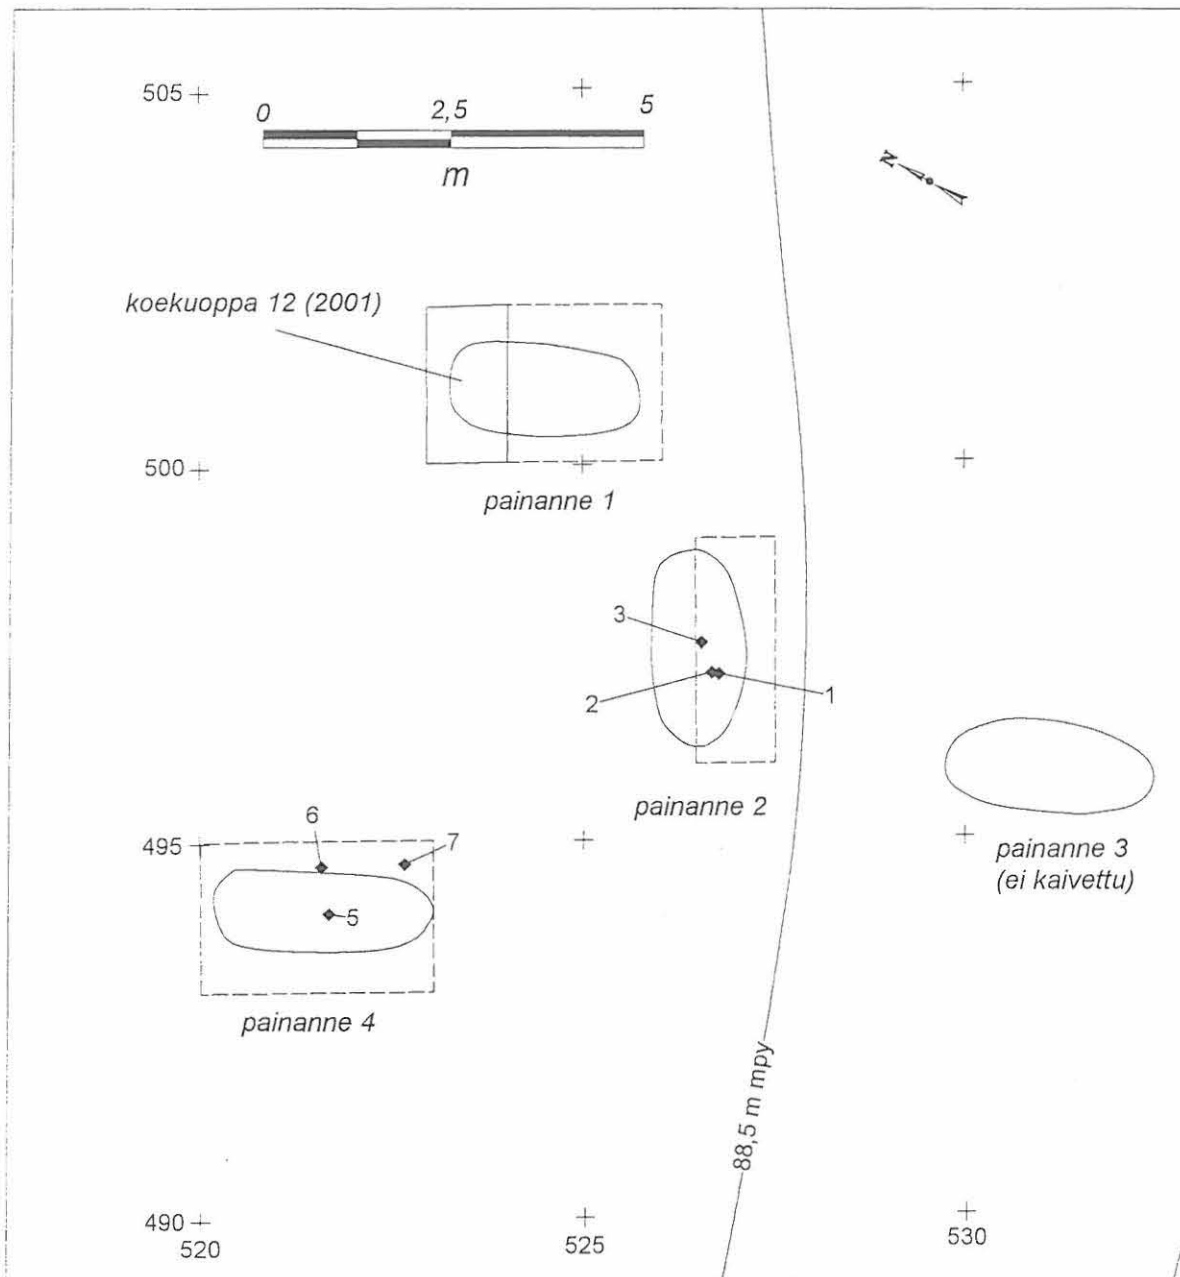 505
0 2,5 5
m
N
koekuoppa 12 (2001)
500
painanne 1
3
2
1
painanne 2
6
7
495
5
painanne 3
(ei kaivettu)
painanne 4
88,5 m mpy
490
520
525
530